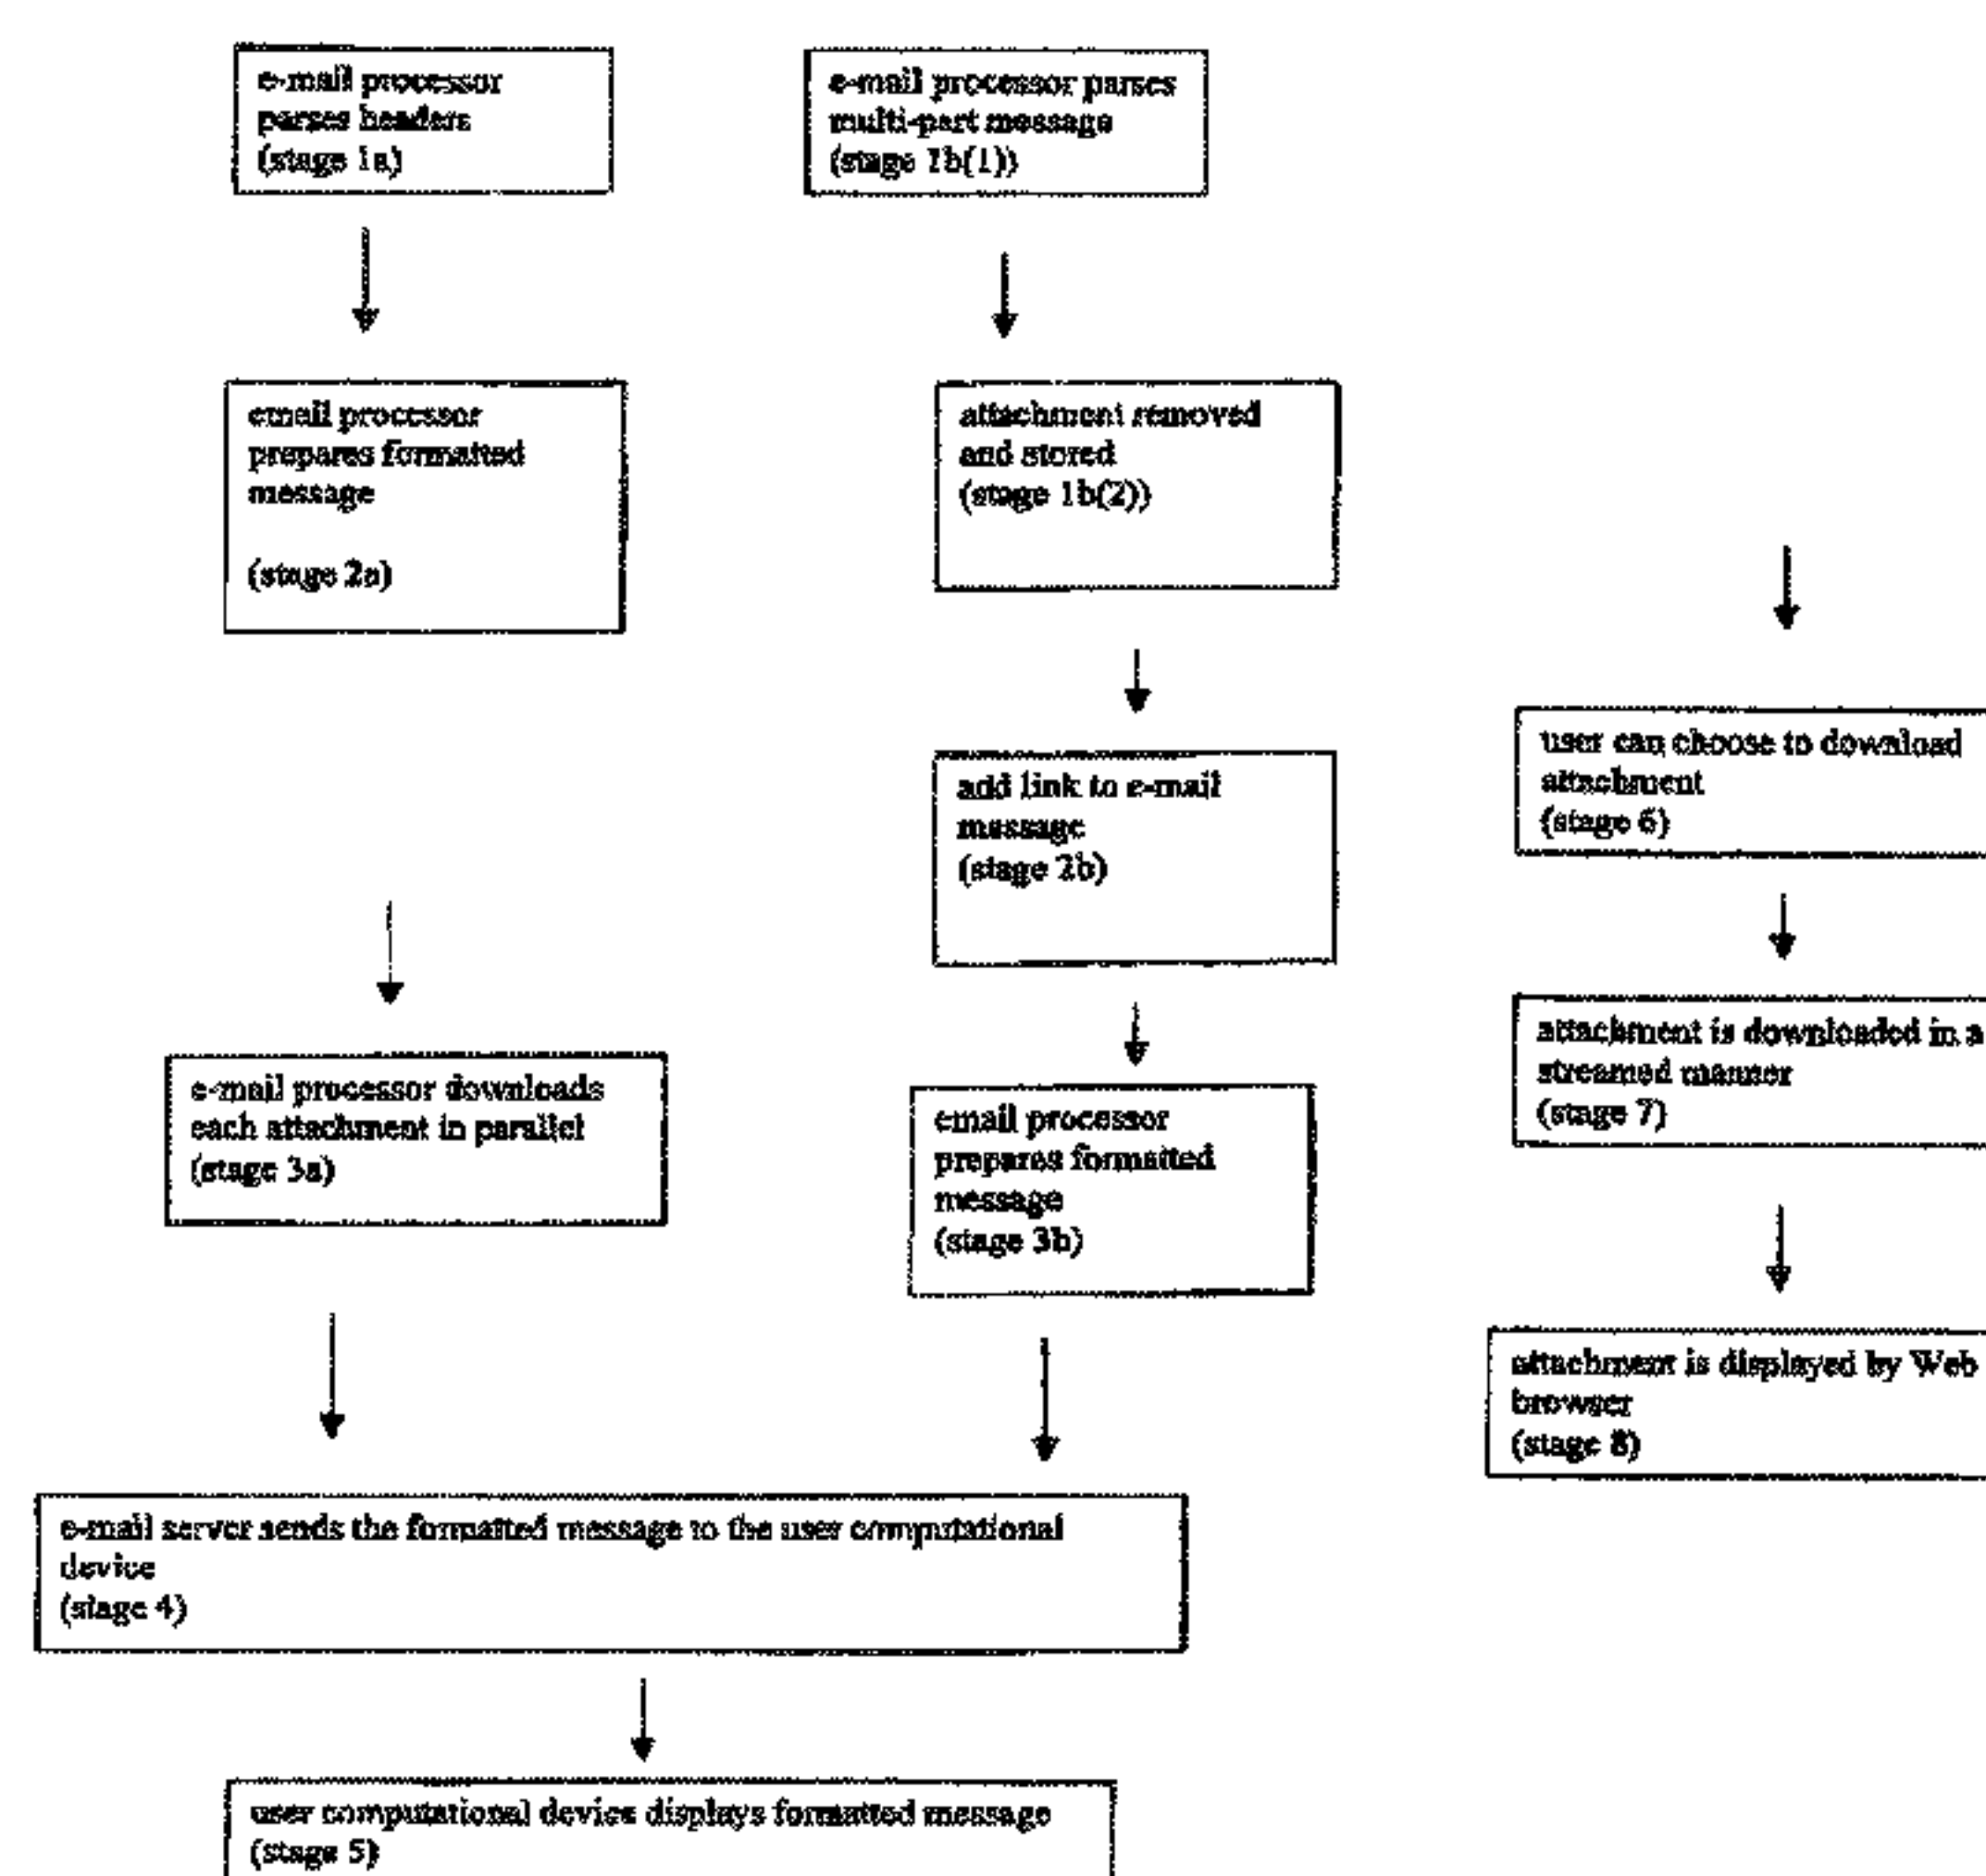 e-mail processor
parses headers
(stage 1a)
e-mail processor parses
multi-part message
(stage 1b(1))
email processor
prepares formatted
message
(stage 2a)
attachment removed
and stored
(stage 1b(2))
add link to e-mail
message
(stage 2b)
user can choose to download
attachment
(stage 6)
e-mail processor downloads
each attachment in parallel
(stage 3a)
email processor
prepares formatted
message
(stage 3b)
attachment is downloaded in a
streamed manner
(stage 7)
attachment is displayed by Web
browser
(stage 8)
e-mail server sends the formatted message to the user computational
device
(stage 4)
user computational device displays formatted message
(stage 5)